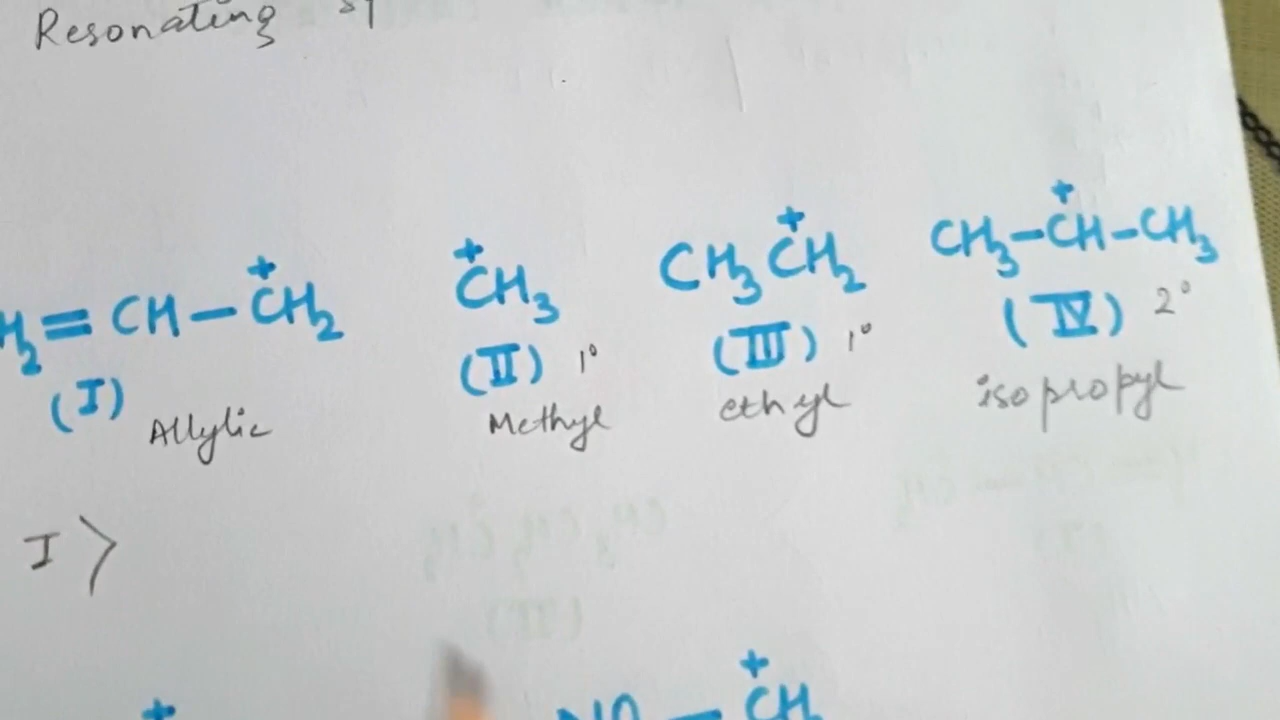 Resonating
H₂=CH–C⁺H₂ C⁺H₃ CH₃C⁺H₂ CH₃–C⁺H–CH₃
(I) (II) 1° (III) 1° (IV) 2°
Allylic Methyl ethyl isopropyl
I >
C⁺H